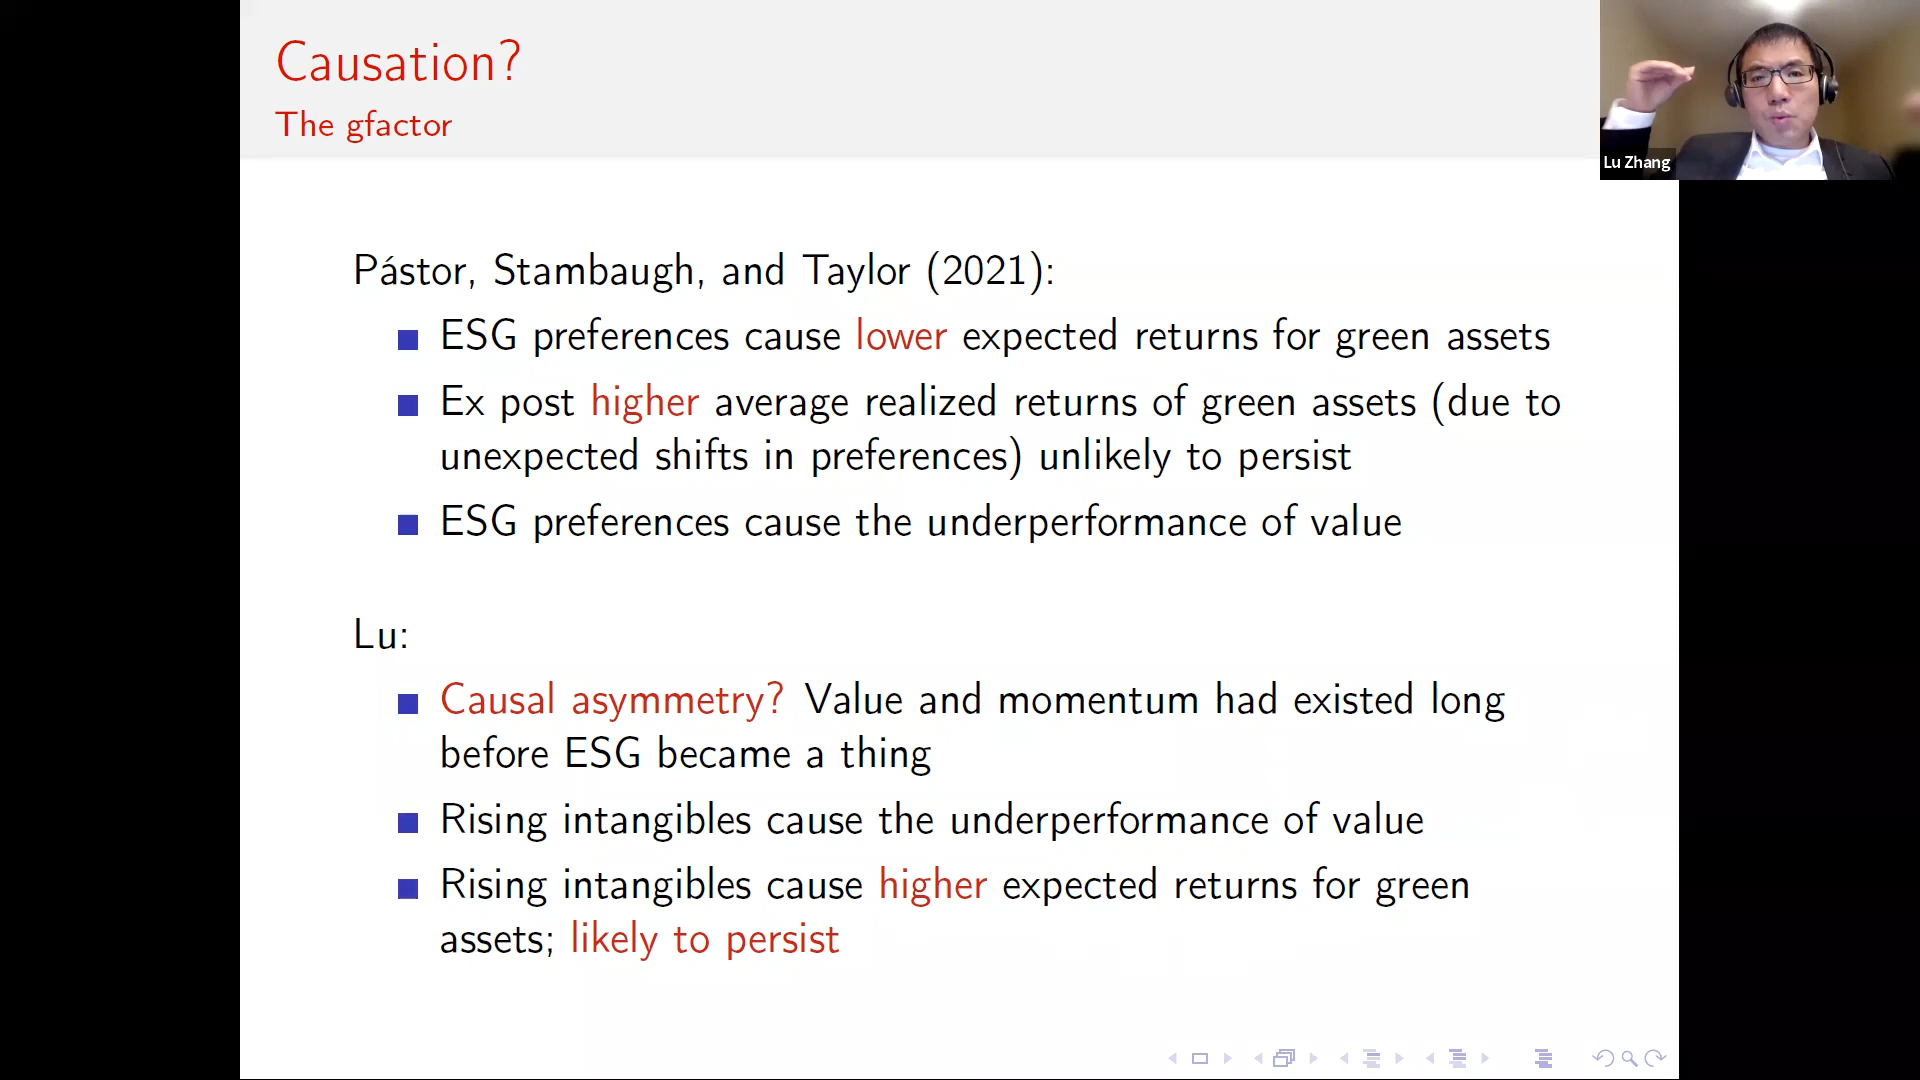 Causation?
The gfactor
Lu Zhang
Pástor, Stambaugh, and Taylor (2021):
ESG preferences cause lower expected returns for green assets
Ex post higher average realized returns of green assets (due to
unexpected shifts in preferences) unlikely to persist
ESG preferences cause the underperformance of value
Lu:
Causal asymmetry? Value and momentum had existed long
before ESG became a thing
Rising intangibles cause the underperformance of value
Rising intangibles cause higher expected returns for green
assets; likely to persist